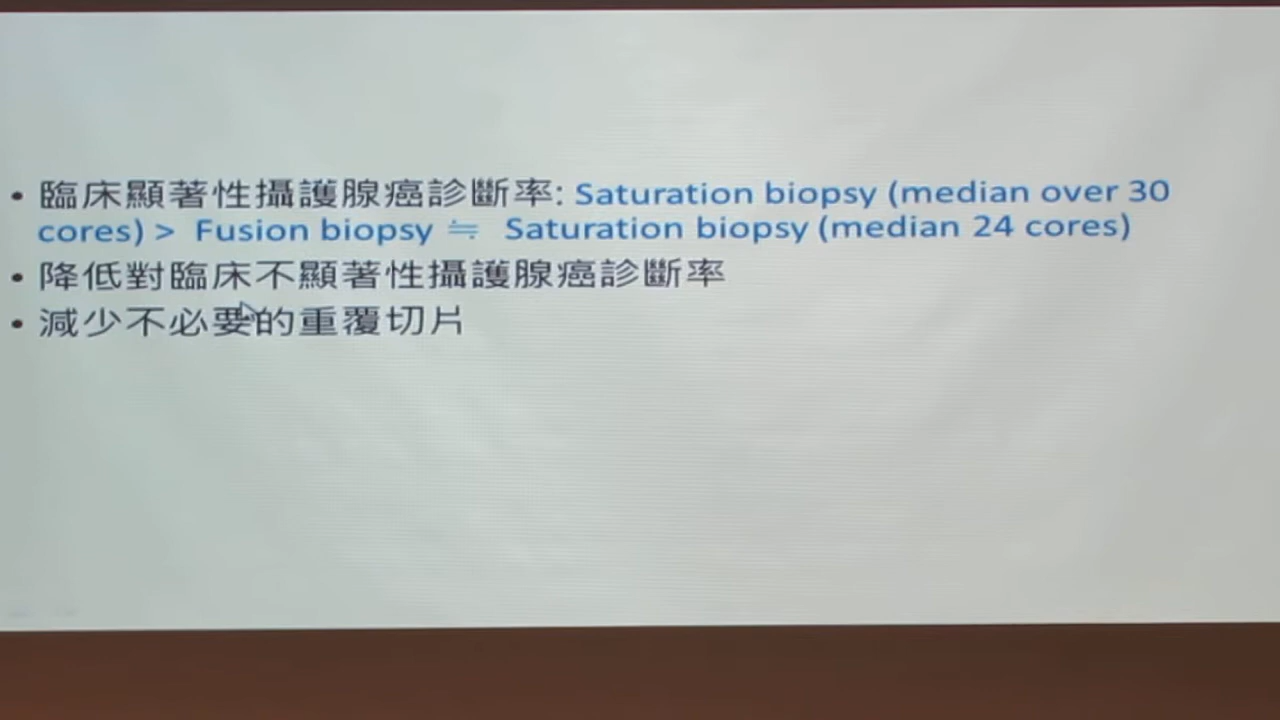 • 臨床顯著性攝護腺癌診斷率: Saturation biopsy (median over 30
cores) > Fusion biopsy ≒ Saturation biopsy (median 24 cores)
• 降低對臨床不顯著性攝護腺癌診斷率
• 減少不必要的重覆切片